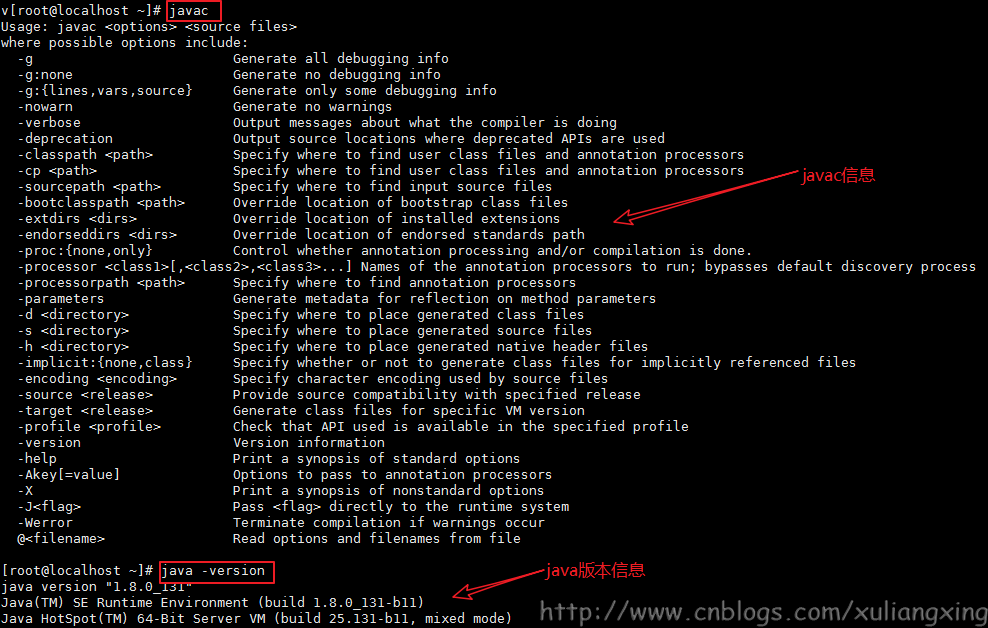 v[root@localhost ~]# javac
Usage: javac <options> <source files>
where possible options include:
  -g                         Generate all debugging info
  -g:none                    Generate no debugging info
  -g:{lines,vars,source}     Generate only some debugging info
  -nowarn                    Generate no warnings
  -verbose                   Output messages about what the compiler is doing
  -deprecation               Output source locations where deprecated APIs are used
  -classpath <path>          Specify where to find user class files and annotation processors
  -cp <path>                 Specify where to find user class files and annotation processors
javac信息
  -sourcepath <path>         Specify where to find input source files
  -bootclasspath <path>      Override location of bootstrap class files
  -extdirs <dirs>            Override location of installed extensions
  -endorseddirs <dirs>       Override location of endorsed standards path
  -proc:{none,only}          Control whether annotation processing and/or compilation is done.
  -processor <class1>[,<class2>,<class3>...] Names of the annotation processors to run; bypasses default discovery process
  -processorpath <path>      Specify where to find annotation processors
  -parameters                Generate metadata for reflection on method parameters
  -d <directory>             Specify where to place generated class files
  -s <directory>             Specify where to place generated source files
  -h <directory>             Specify where to place generated native header files
  -implicit:{none,class}     Specify whether or not to generate class files for implicitly referenced files
  -encoding <encoding>       Specify character encoding used by source files
  -source <release>          Provide source compatibility with specified release
  -target <release>          Generate class files for specific VM version
  -profile <profile>         Check that API used is available in the specified profile
  -version                   Version information
  -help                      Print a synopsis of standard options
  -Akey[=value]              Options to pass to annotation processors
  -X                         Print a synopsis of nonstandard options
  -J<flag>                   Pass <flag> directly to the runtime system
  -Werror                    Terminate compilation if warnings occur
  @<filename>                Read options and filenames from file
[root@localhost ~]# java -version
java版本信息
java version "1.8.0_131"
Java(TM) SE Runtime Environment (build 1.8.0_131-b11)
Java HotSpot(TM) 64-Bit Server VM (build 25.131-b11, mixed mode)
http://www.cnblogs.com/xuliangxing